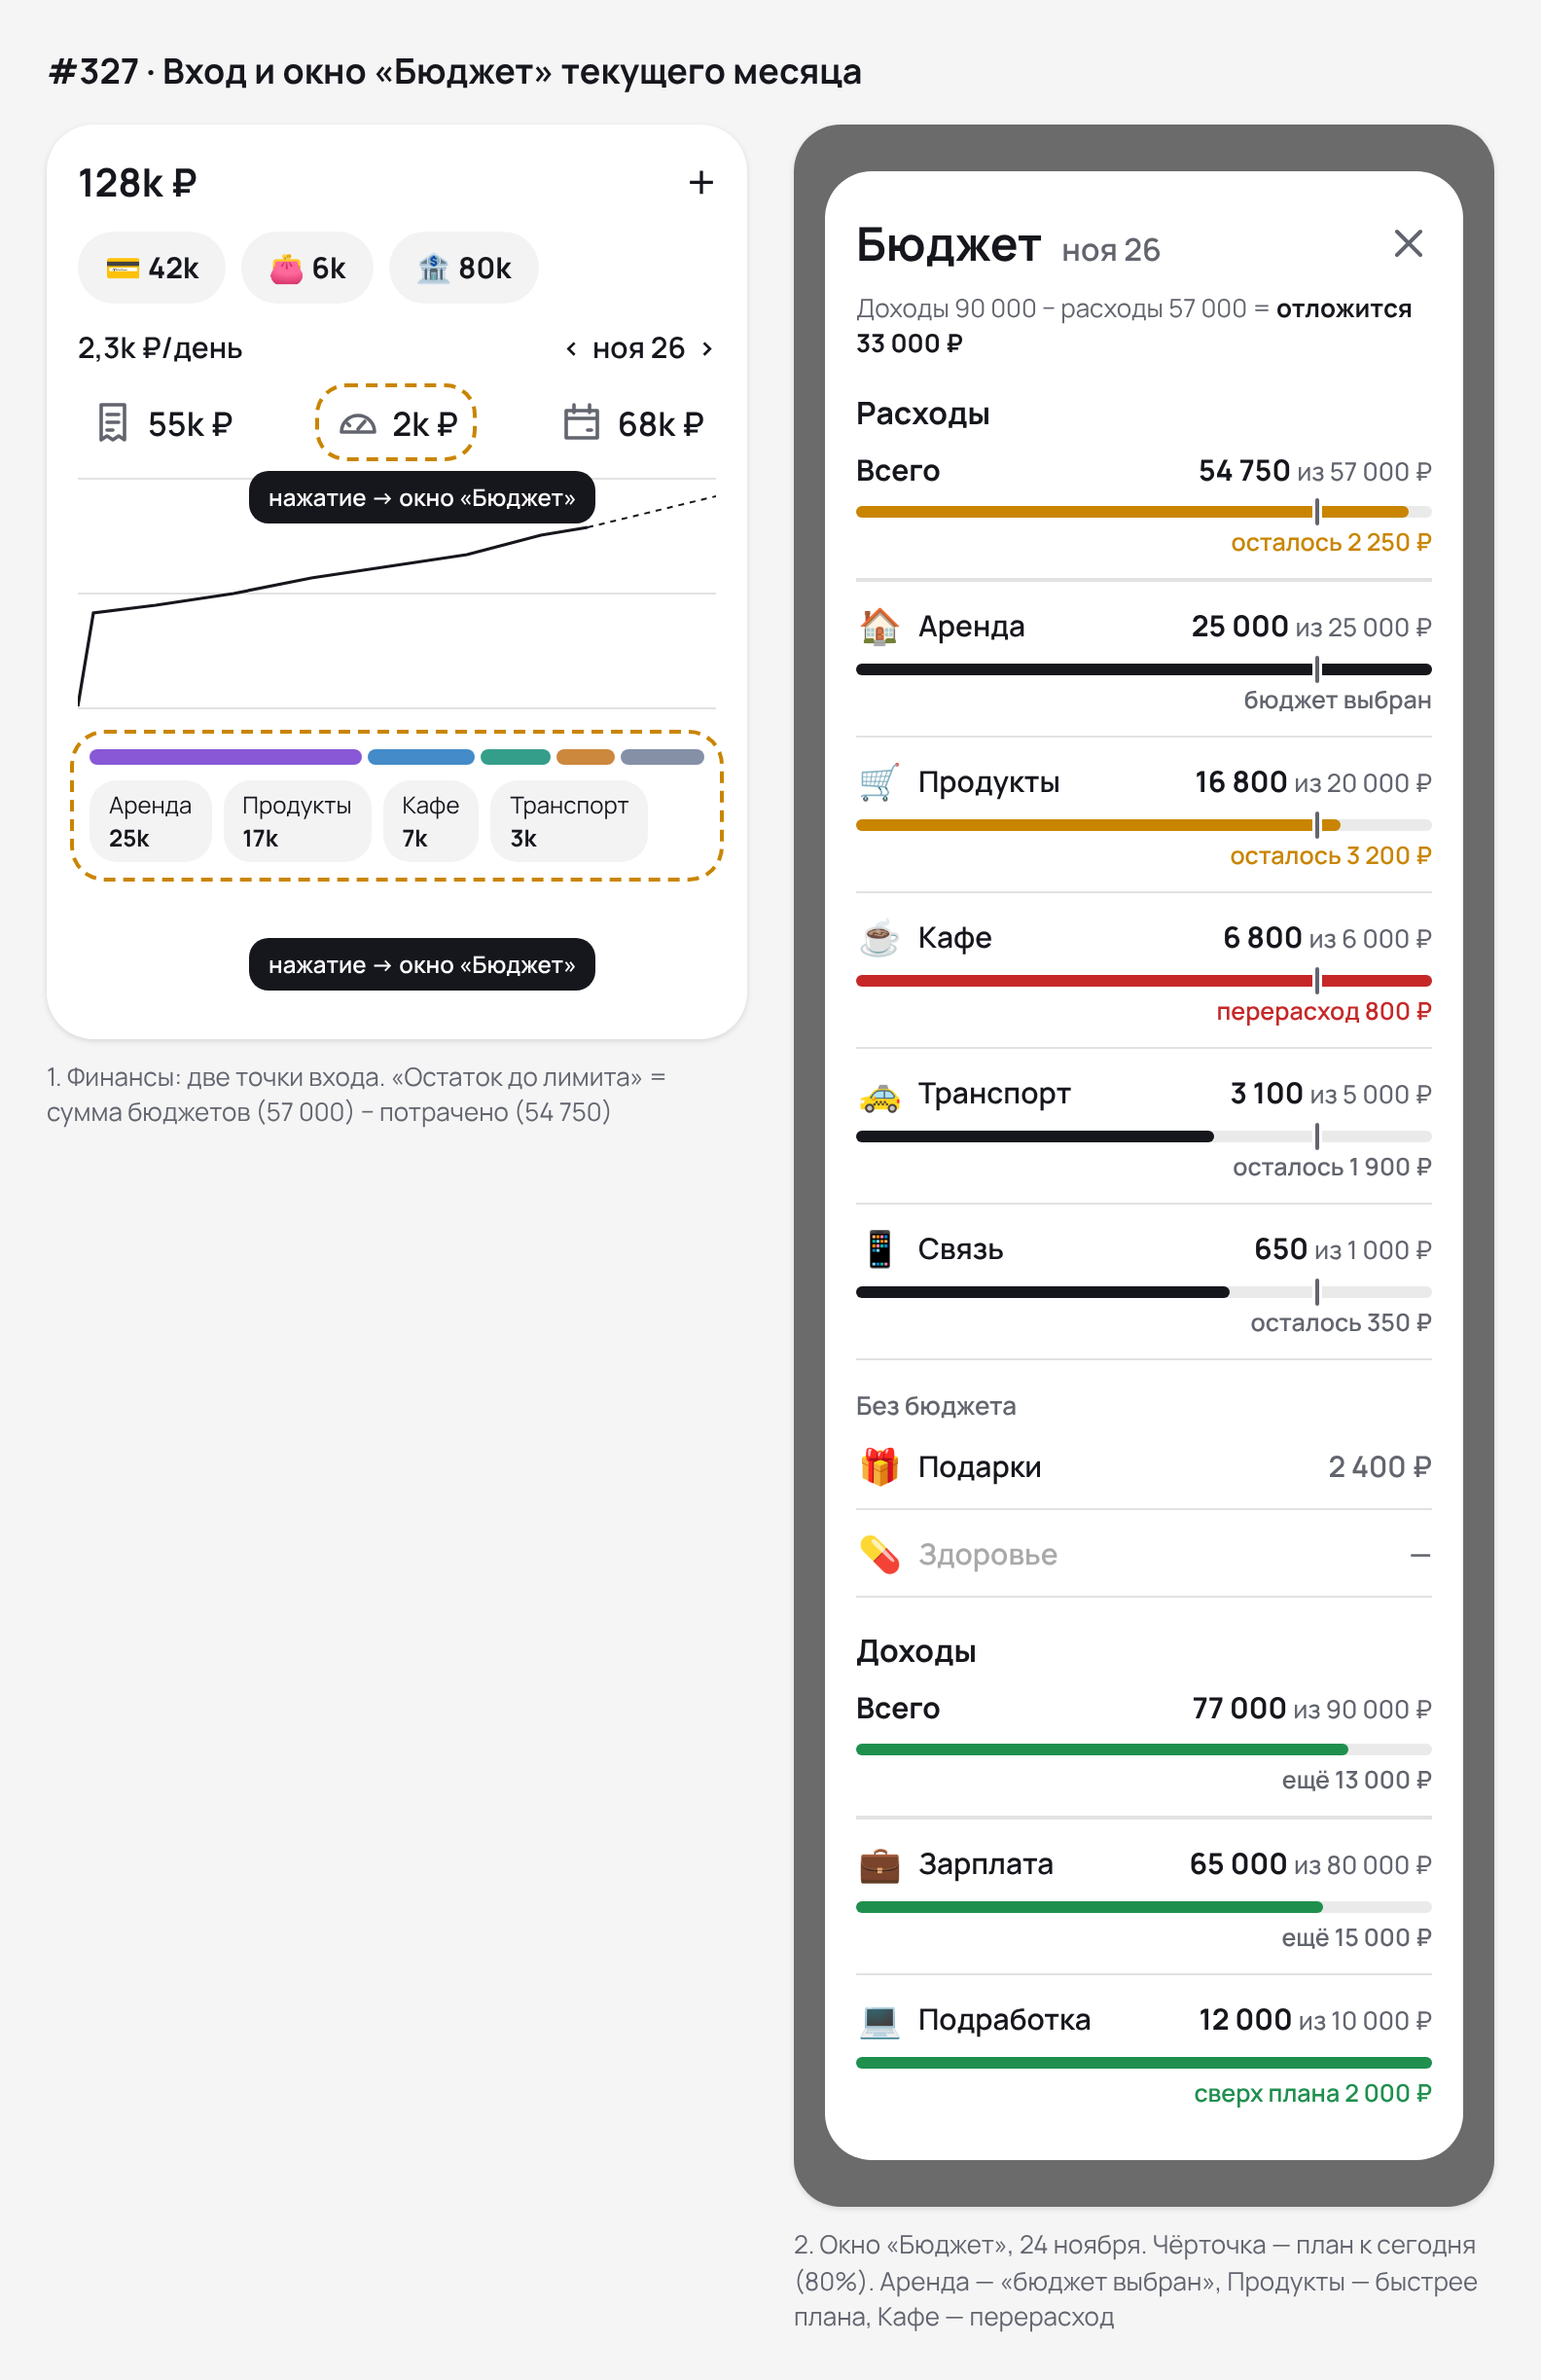 #327 · Вход и окно «Бюджет» текущего месяца
128k ₽
+
42k
6k
80k
2,3k ₽/день
‹ ноя 26 ›
55k ₽
2k ₽
68k ₽
нажатие → окно «Бюджет»
Аренда
25k
Продукты
17k
Кафе
7k
Транспорт
3k
нажатие → окно «Бюджет»
1. Финансы: две точки входа. «Остаток до лимита» =
сумма бюджетов (57 000) − потрачено (54 750)
Бюджет ноя 26
Доходы 90 000 − расходы 57 000 = отложится
33 000 ₽
Расходы
Всего 54 750 из 57 000 ₽
осталось 2 250 ₽
Аренда 25 000 из 25 000 ₽
бюджет выбран
Продукты 16 800 из 20 000 ₽
осталось 3 200 ₽
Кафе 6 800 из 6 000 ₽
перерасход 800 ₽
Транспорт 3 100 из 5 000 ₽
осталось 1 900 ₽
Связь 650 из 1 000 ₽
осталось 350 ₽
Без бюджета
Подарки 2 400 ₽
Здоровье —
Доходы
Всего 77 000 из 90 000 ₽
ещё 13 000 ₽
Зарплата 65 000 из 80 000 ₽
ещё 15 000 ₽
Подработка 12 000 из 10 000 ₽
сверх плана 2 000 ₽
2. Окно «Бюджет», 24 ноября. Чёрточка — план к сегодня
(80%). Аренда — «бюджет выбран», Продукты — быстрее
плана, Кафе — перерасход